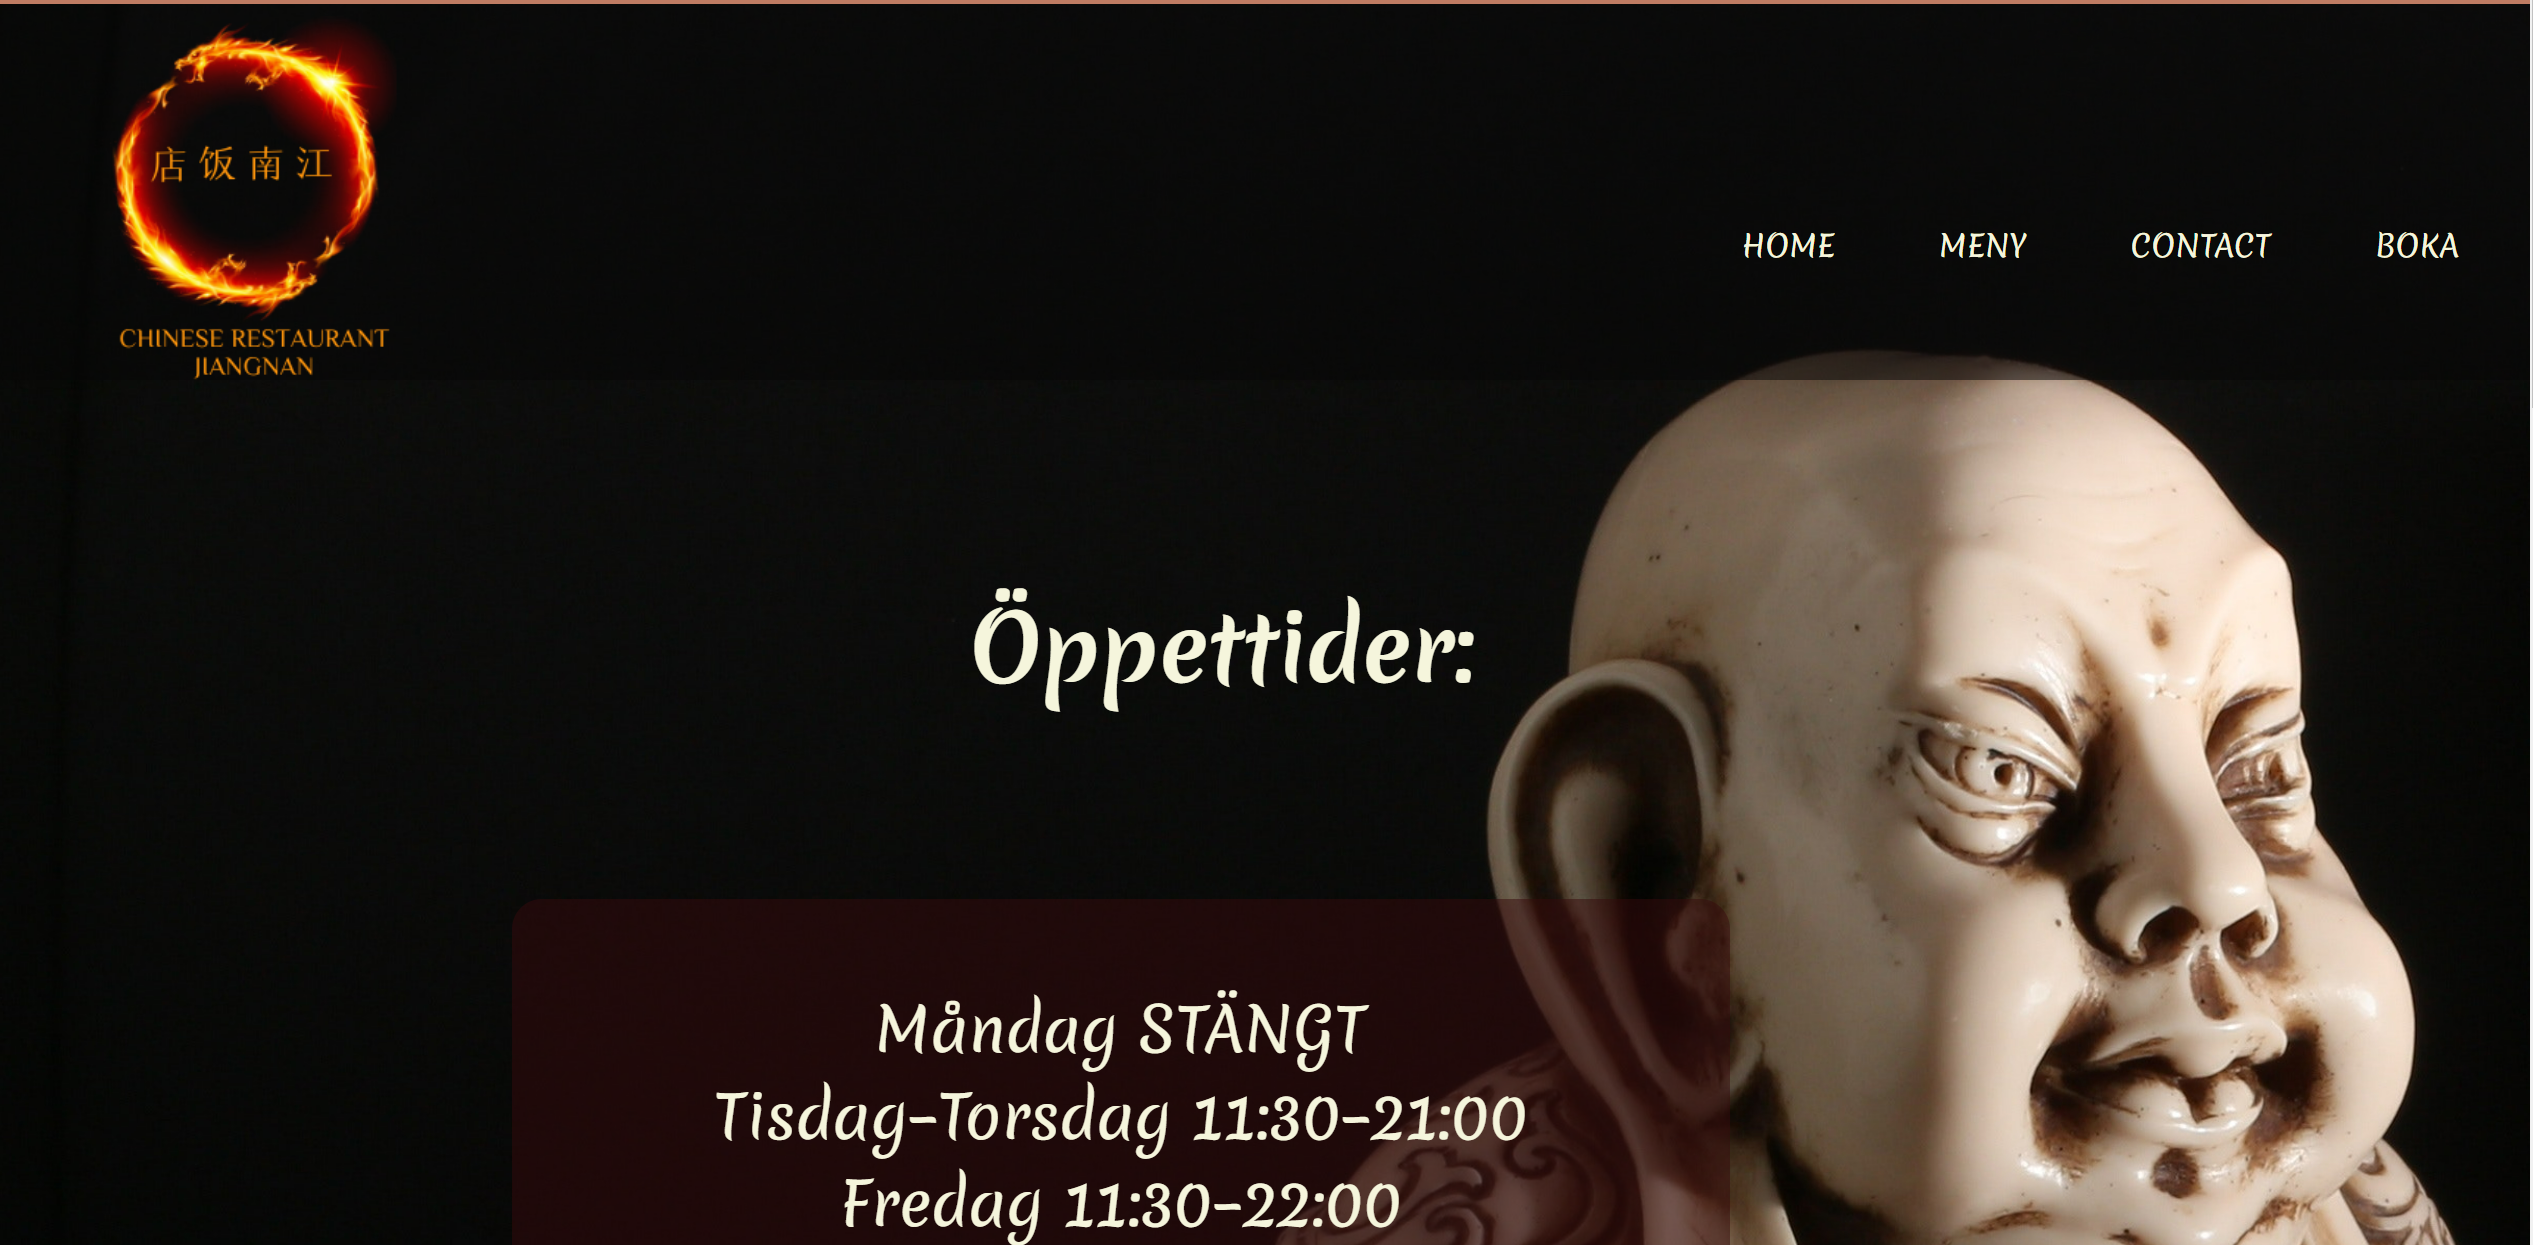 店饭南江
CHINESE RESTAURANT
JIANGNAN
HOME MENY CONTACT BOKA
Öppettider:
Måndag STÄNGT
Tisdag-Torsdag 11:30-21:00
Fredag 11:30-22:00